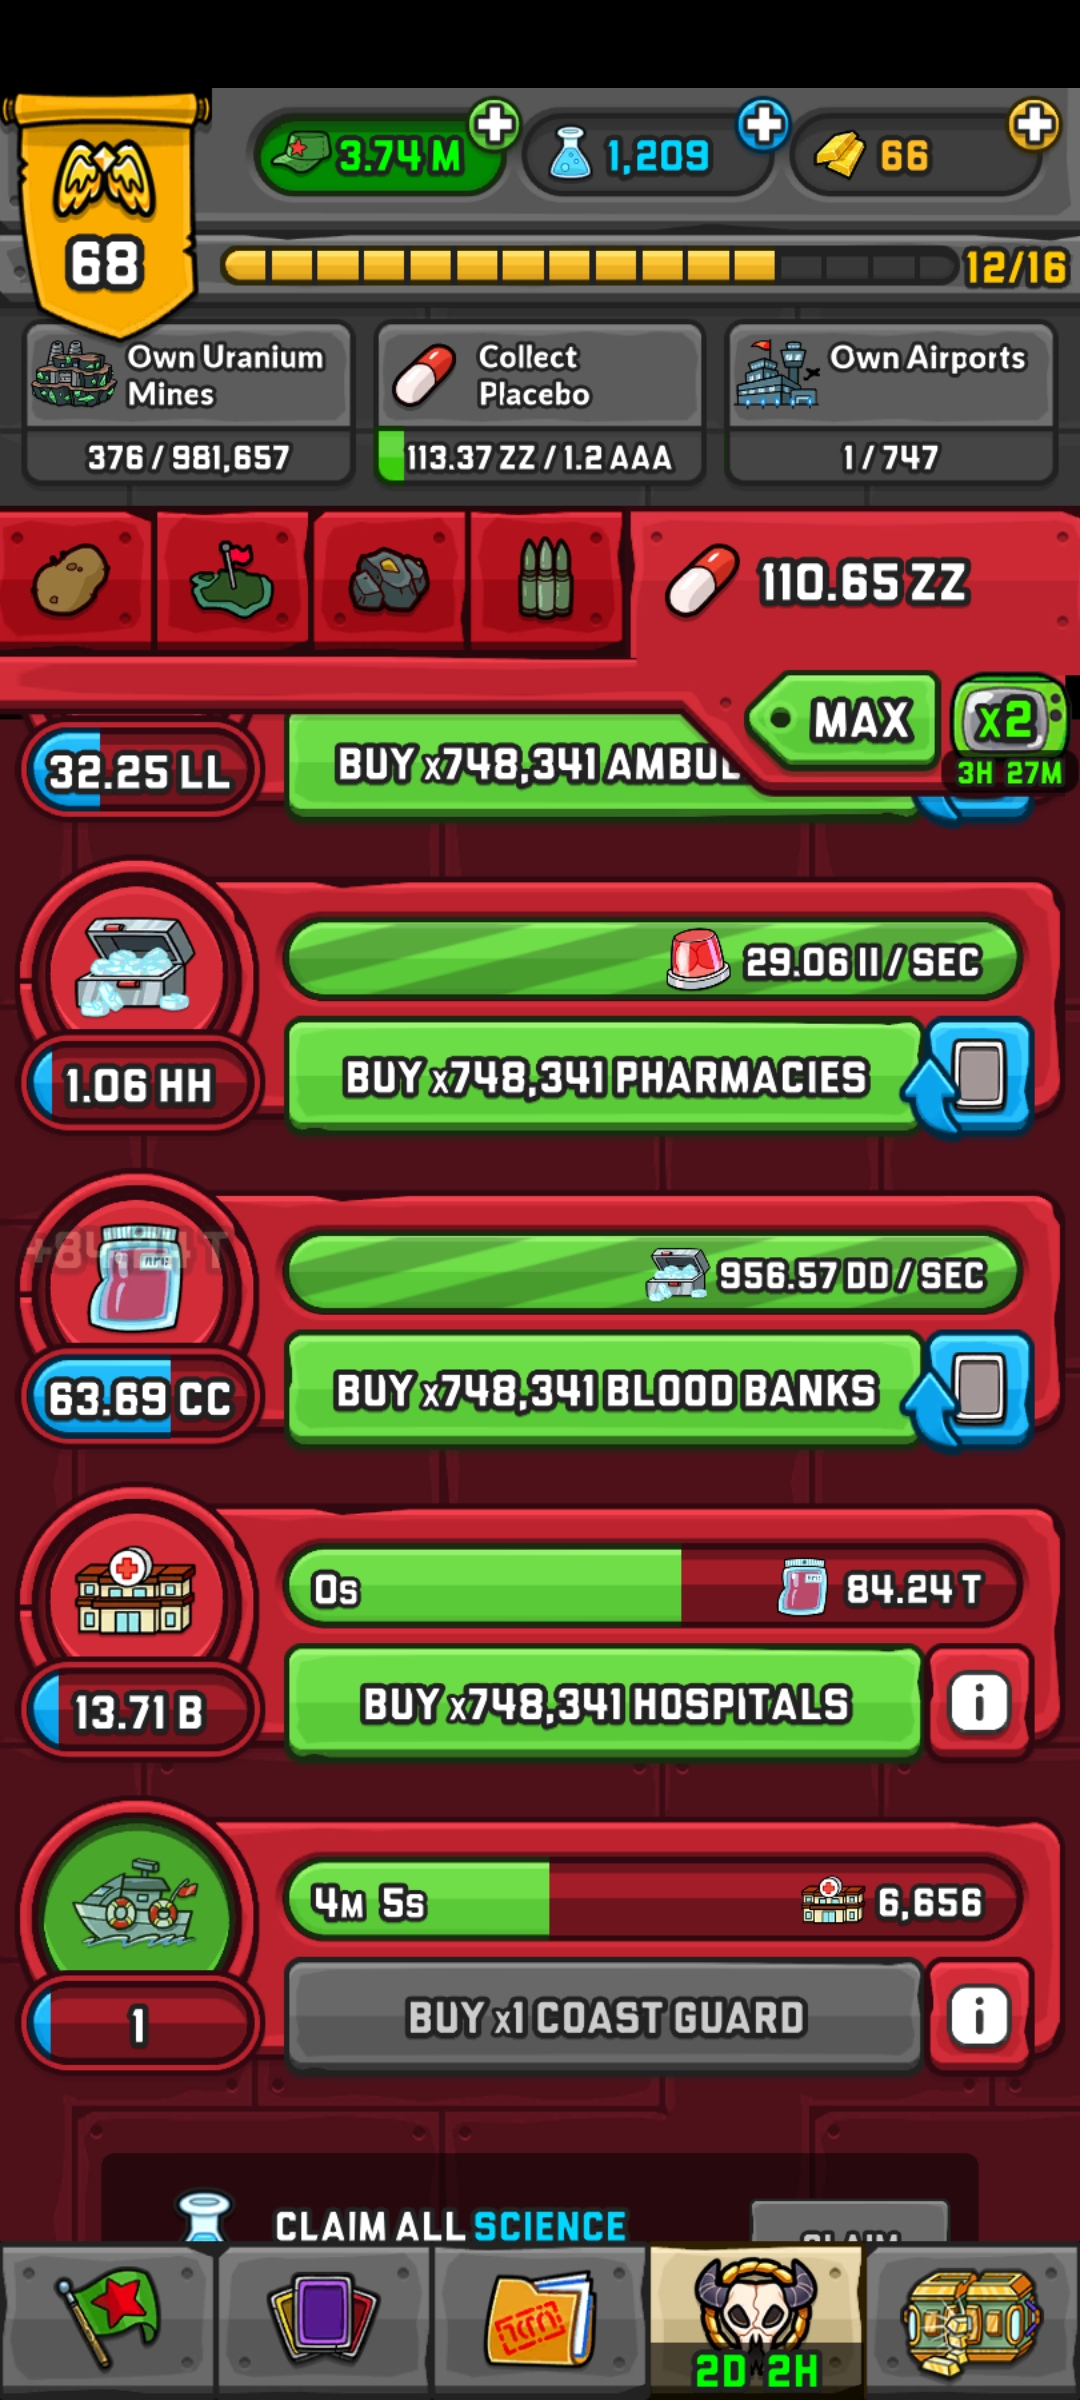 3.74 M
1,209
66
68
12/16
Own Uranium
Mines
376 / 981,657
Collect
Placebo
113.37 ZZ / 1.2 AAA
Own Airports
1 / 747
110.65 ZZ
MAX
x2
3H 27M
32.25 LL
BUY x748,341 AMBUL
29.06 II / SEC
1.06 HH
BUY x748,341 PHARMACIES
+84.24 T
956.57 DD / SEC
63.69 CC
BUY x748,341 BLOOD BANKS
0s
84.24 T
13.71 B
BUY x748,341 HOSPITALS
i
4M 5s
6,656
1
BUY x1 COAST GUARD
i
CLAIM ALL SCIENCE
CLAIM
2D 2H